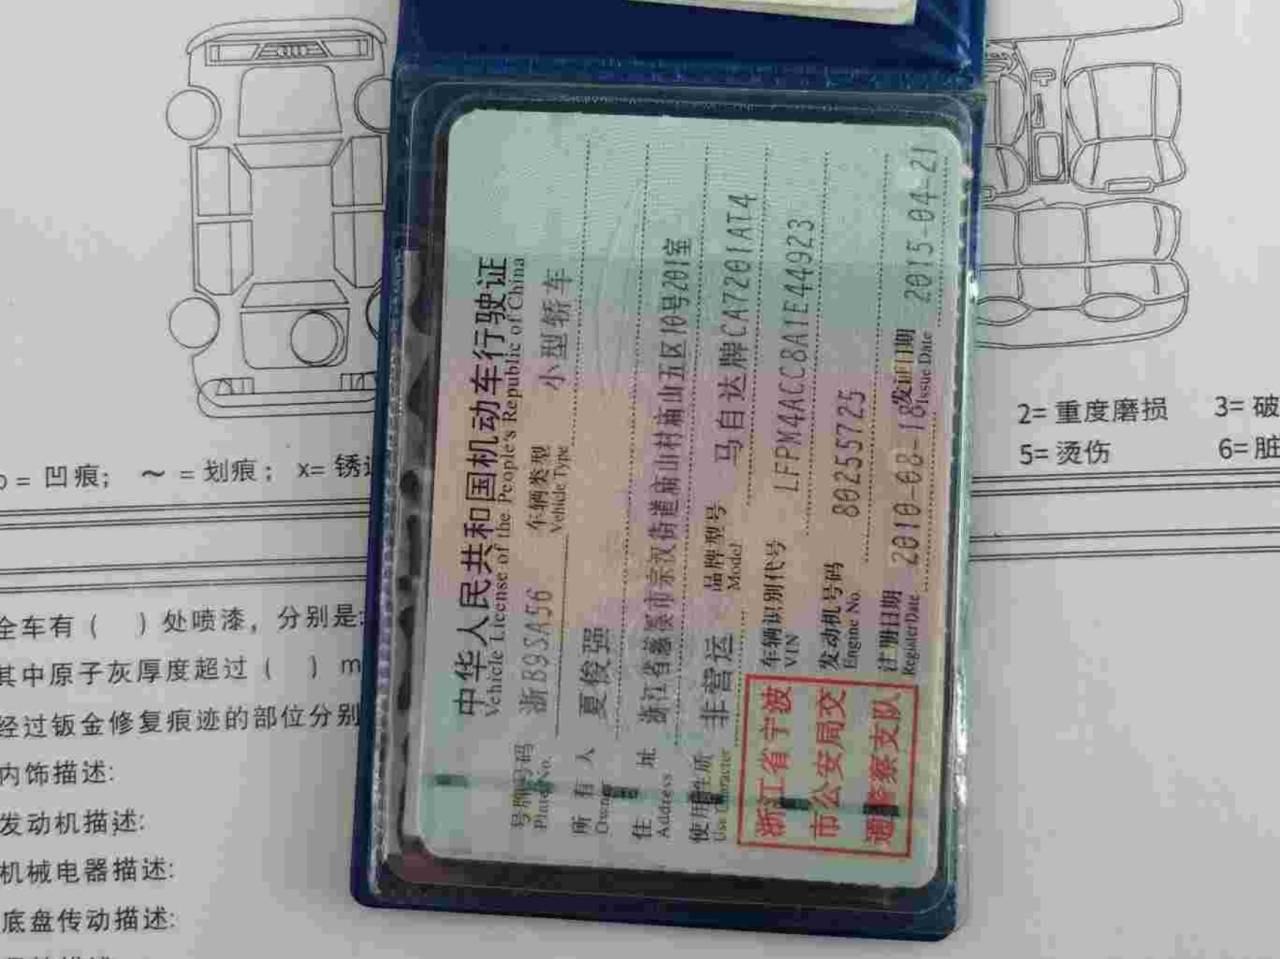 中华人民共和国机动车行驶证
Vehicle License of the People's Republic of China
号牌号码 浙B9SA56 车辆类型 小型轿车
Plate No. Vehicle Type
所有人 夏俊强
Owner
住址 浙江省慈溪市宗汉街道庙山村庙山五区10号201室
Address
使用性质 非营运 品牌型号 马自达牌CA7201AT4
Use Character Model
车辆识别代号 LFPM4ACC8A1E44923
VIN
发动机号码 80255725
Engine No.
注册日期 2010-08-18 发证日期 2015-04-21
Register Date Issue Date
浙江省宁波
市公安局交
通警察支队
= 凹痕； ～ = 划痕； x= 锈
2= 重度磨损 3= 破
5= 烫伤 6= 脏
全车有（ ）处喷漆，分别是:
其中原子灰厚度超过（ ）m
经过钣金修复痕迹的部位分别
内饰描述:
发动机描述:
机械电器描述:
底盘传动描述: